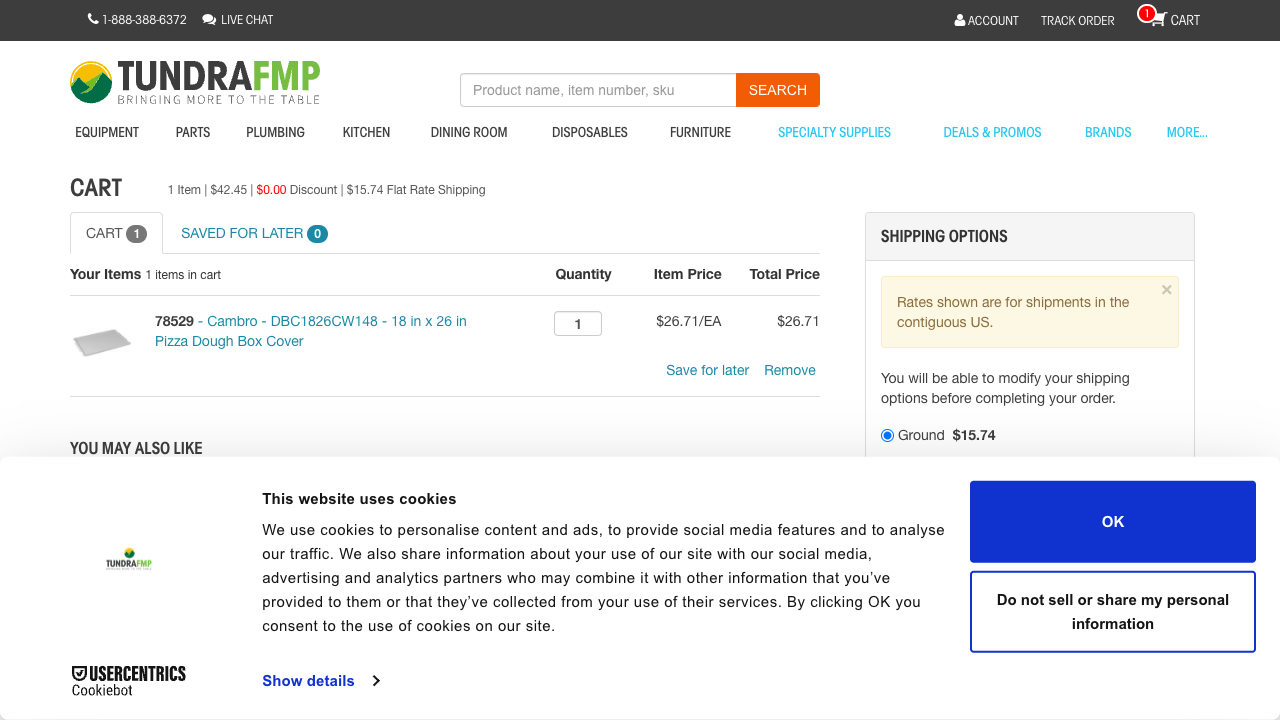 1-888-388-6372 LIVE CHAT ACCOUNT TRACK ORDER 1 CART
TUNDRAFMP
BRINGING MORE TO THE TABLE
Product name, item number, sku SEARCH
EQUIPMENT PARTS PLUMBING KITCHEN DINING ROOM DISPOSABLES FURNITURE SPECIALTY SUPPLIES DEALS & PROMOS BRANDS MORE...
CART 1 Item | $42.45 | $0.00 Discount | $15.74 Flat Rate Shipping
CART 1 SAVED FOR LATER 0
Your Items 1 items in cart Quantity Item Price Total Price
78529 - Cambro - DBC1826CW148 - 18 in x 26 in 1 $26.71/EA $26.71
Pizza Dough Box Cover
Save for later Remove
YOU MAY ALSO LIKE
SHIPPING OPTIONS
Rates shown are for shipments in the ×
contiguous US.
You will be able to modify your shipping
options before completing your order.
Ground $15.74
TUNDRAFMP
USERCENTRICS
Cookiebot
This website uses cookies
We use cookies to personalise content and ads, to provide social media features and to analyse
our traffic. We also share information about your use of our site with our social media,
advertising and analytics partners who may combine it with other information that you’ve
provided to them or that they’ve collected from your use of their services. By clicking OK you
consent to the use of cookies on our site.
Show details
OK
Do not sell or share my personal
information